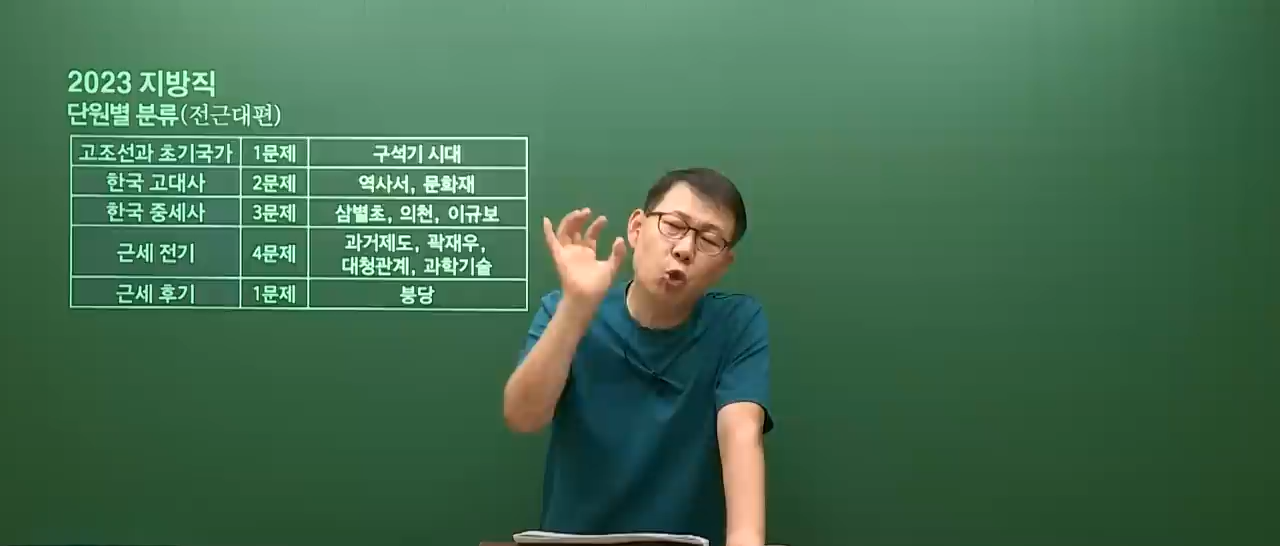 2023 지방직
단원별 분류(전근대편)
고조선과 초기국가 1문제 구석기 시대
한국 고대사 2문제 역사서, 문화재
한국 중세사 3문제 삼별초, 의천, 이규보
근세 전기 4문제 과거제도, 곽재우,
대청관계, 과학기술
근세 후기 1문제 붕당